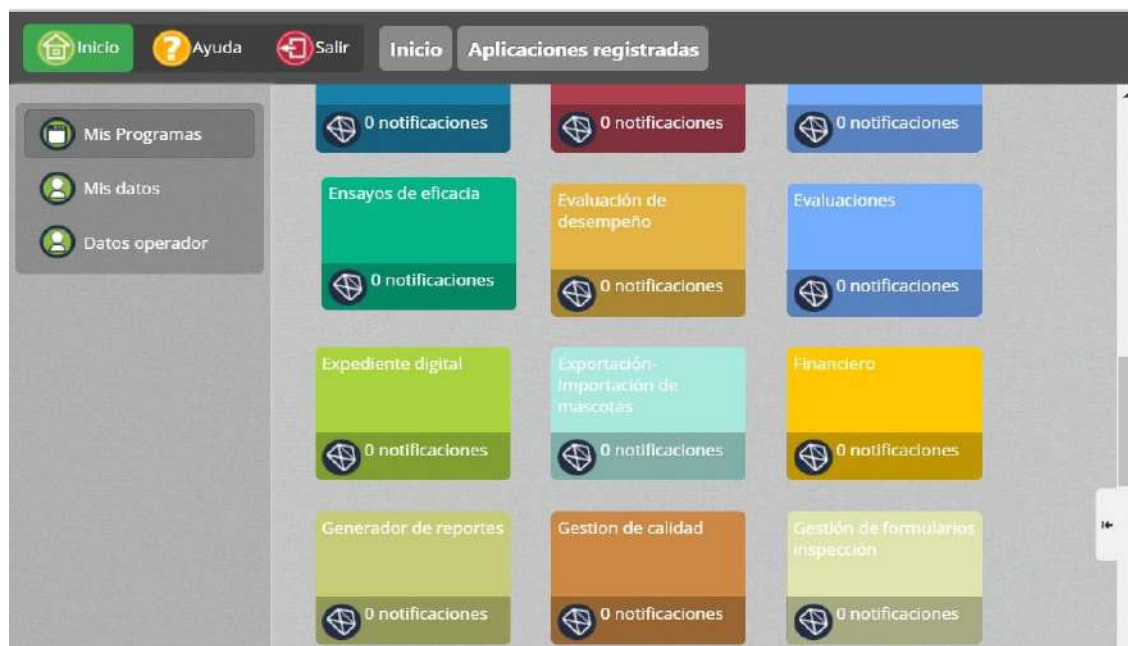 Inicio
Ayuda
Salir
Inicio
Aplicaciones registradas
Mis Programas
Mis datos
Datos operador
0 notificaciones
0 notificaciones
0 notificaciones
Ensayos de eficacia
0 notificaciones
Evaluación de
desempeño
0 notificaciones
Evaluaciones
0 notificaciones
Expediente digital
0 notificaciones
Exportación-
Importación de
mascotas
0 notificaciones
Financiero
0 notificaciones
Generador de reportes
0 notificaciones
Gestion de calidad
0 notificaciones
Gestión de formularios
inspección
0 notificaciones